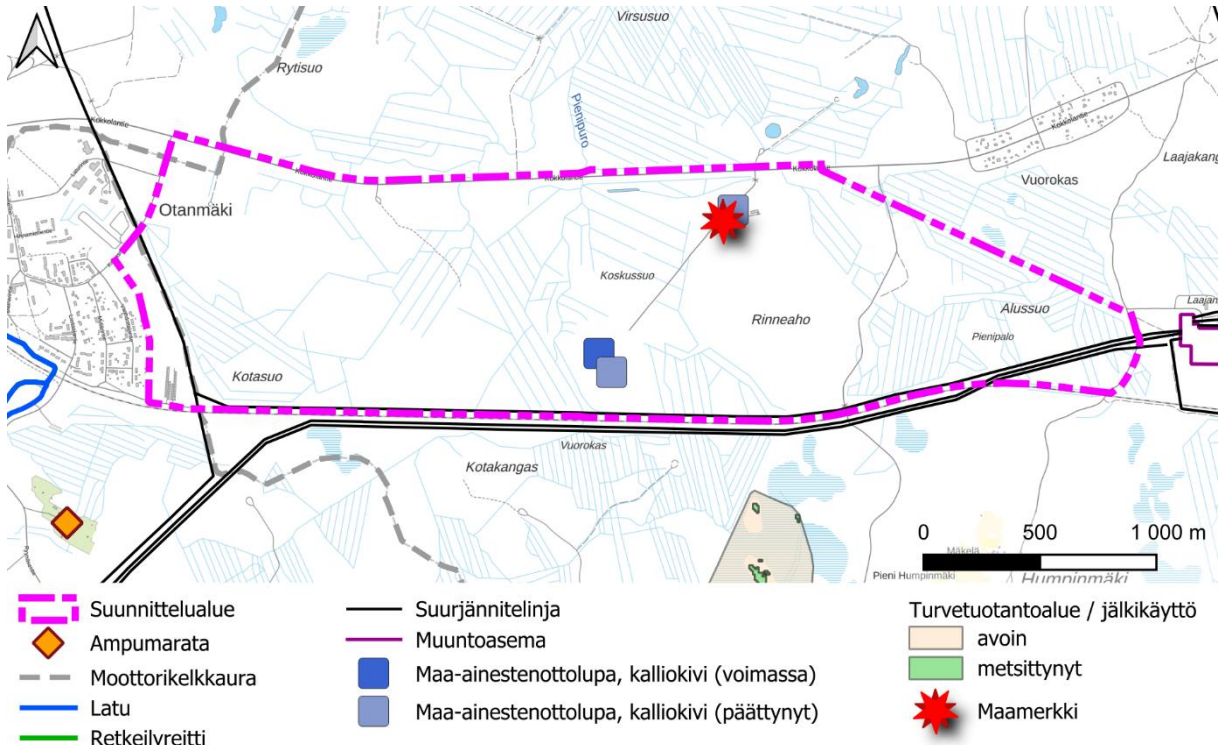 Virsusuo
Rytisuo
Pienipuro
Kokkolantie
Kokkolantie
Laajakang
Vuorokas
Otanmäki
Kokkolantie
Koskussuo
Rinneaho
Alussuo
Pienipalo
Kotasuo
Vuorokas
Kotakangas
0 500 1 000 m
Mäkelä
Pieni Humpinmäki
Humpinmäki
Suunnittelualue
Ampumarata
Moottorikelkkaura
Latu
Retkeilyreitti
Suurjännitelinja
Muuntoasema
Maa-ainestenottolupa, kalliokivi (voimassa)
Maa-ainestenottolupa, kalliokivi (päättynyt)
Turvetuotantoalue / jälkikäyttö
avoin
metsittynyt
Maamerkki